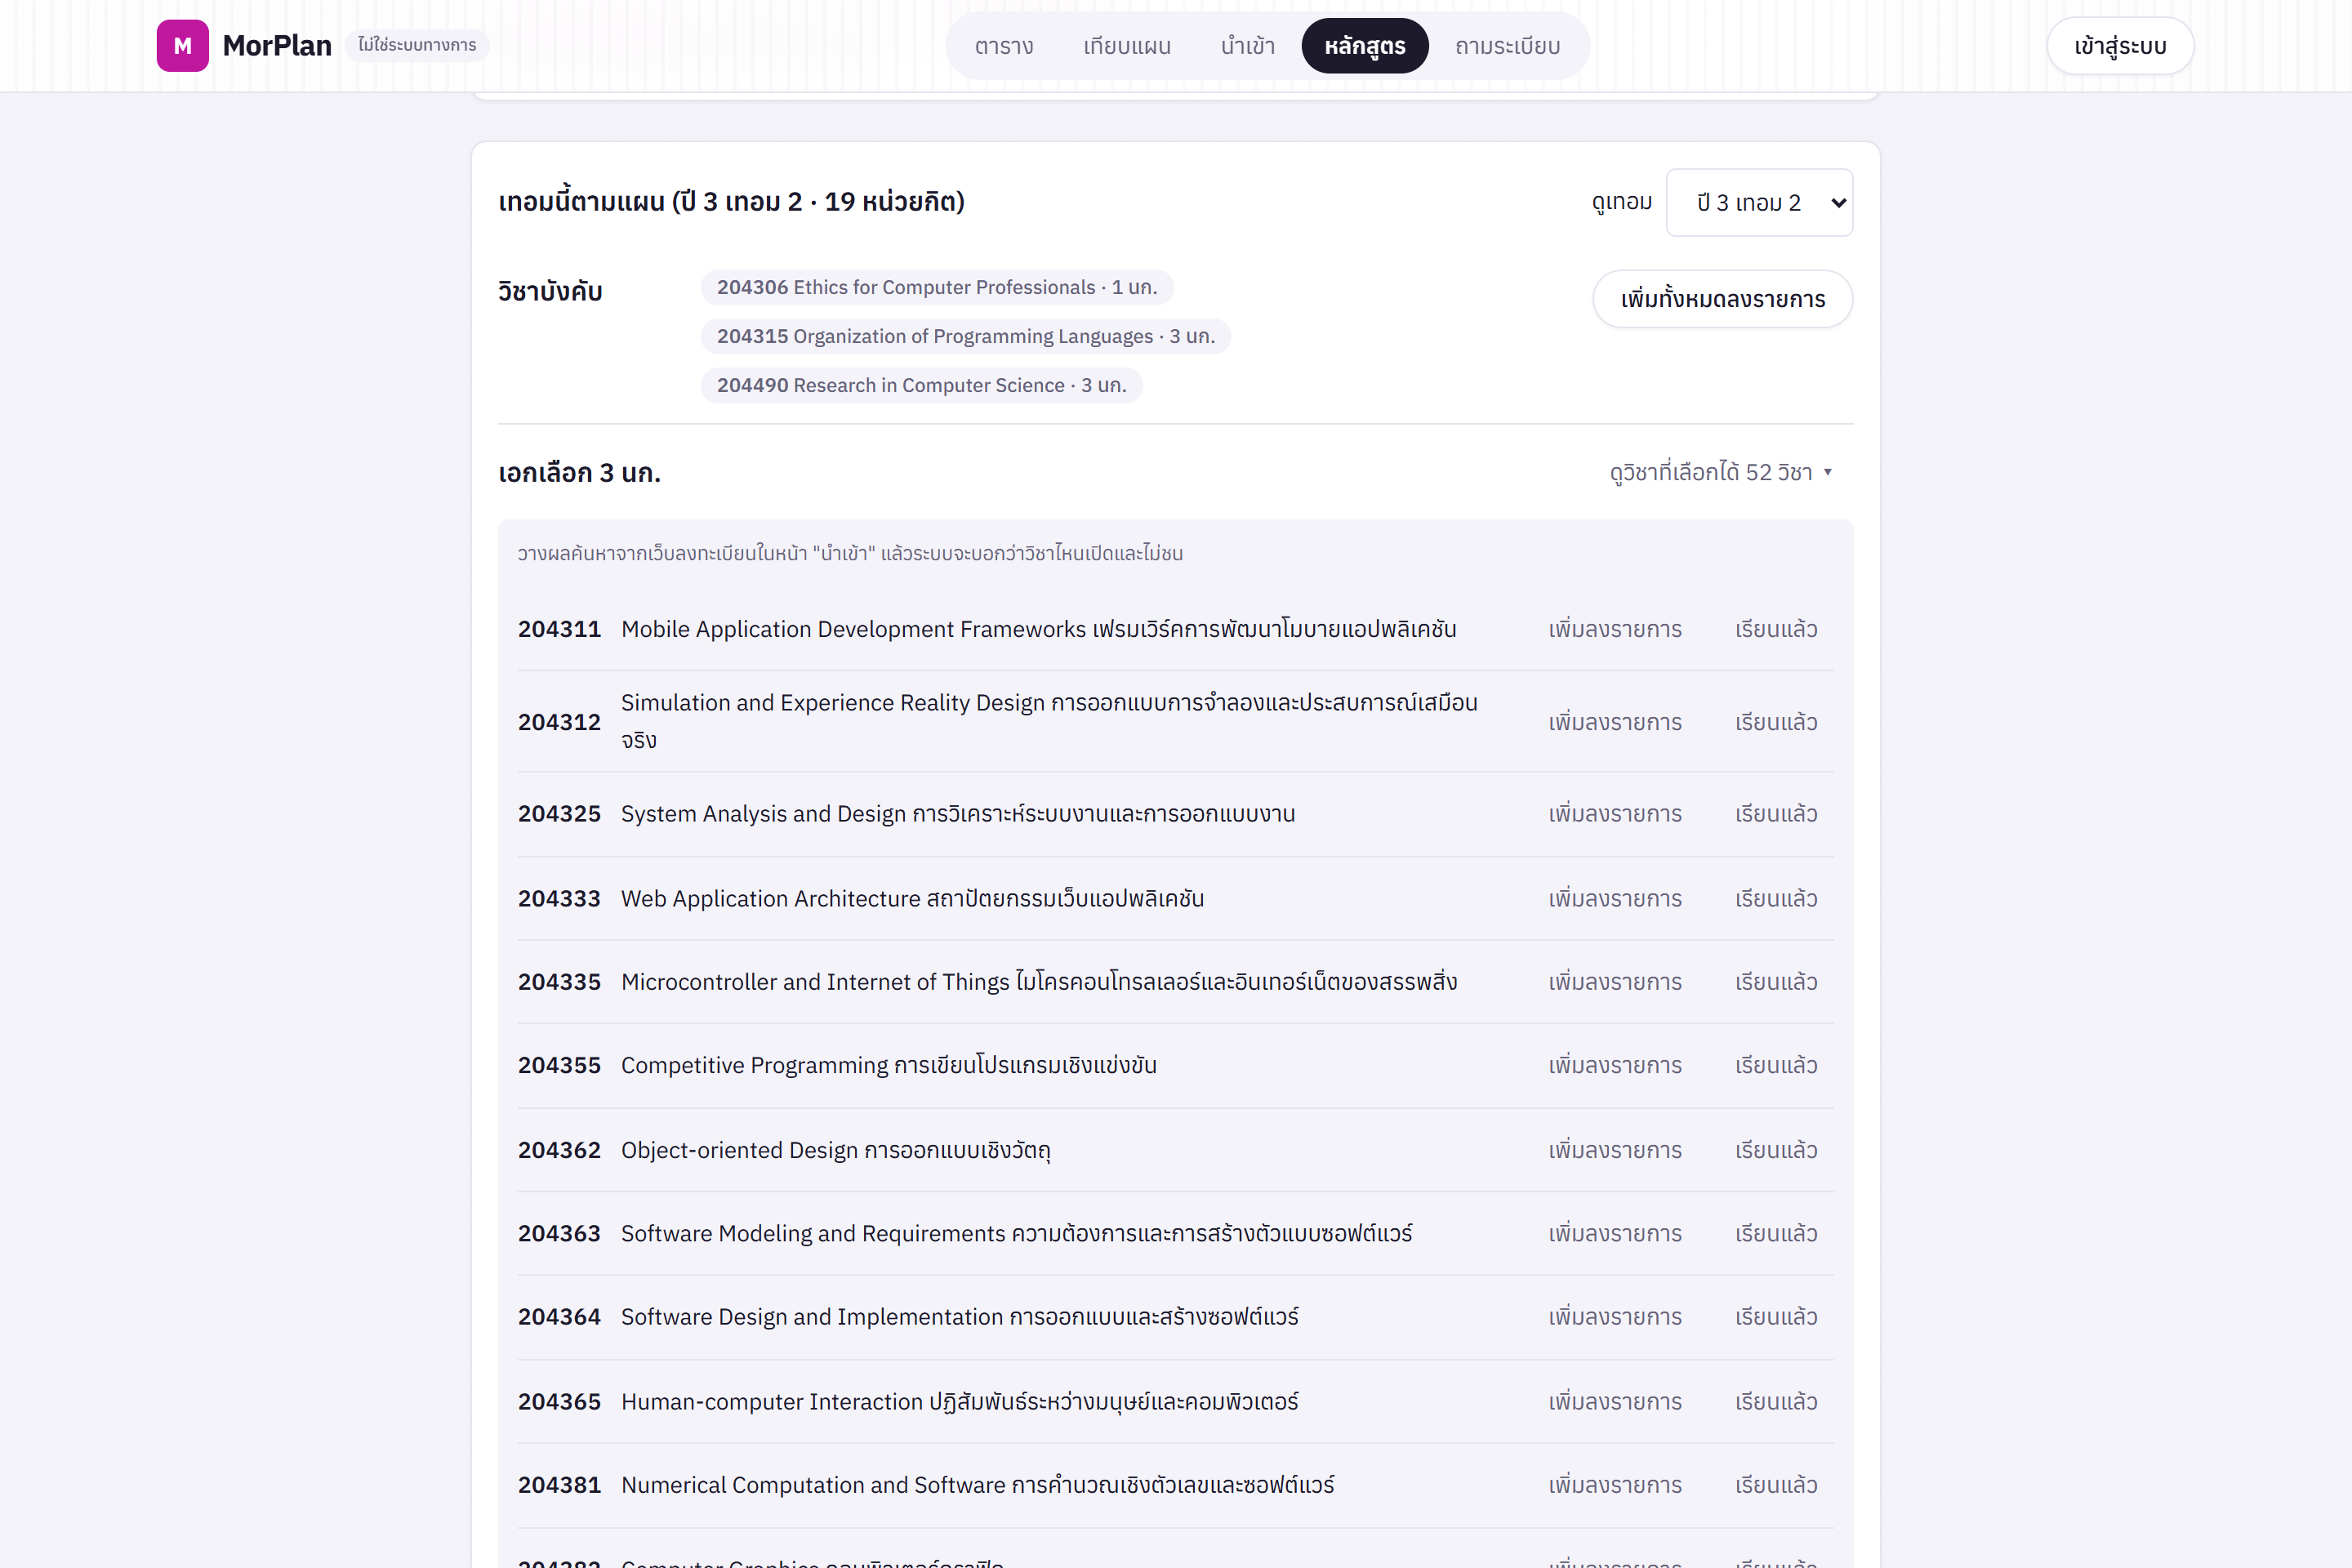 M MorPlan ไม่ใช่ระบบทางการ ตาราง เทียบแผน นำเข้า หลักสูตร ถามระเบียบ เข้าสู่ระบบ
เทอมนี้ตามแผน (ปี 3 เทอม 2 · 19 หน่วยกิต) ดูเทอม ปี 3 เทอม 2
วิชาบังคับ 204306 Ethics for Computer Professionals · 1 นก. เพิ่มทั้งหมดลงรายการ
204315 Organization of Programming Languages · 3 นก.
204490 Research in Computer Science · 3 นก.
เอกเลือก 3 นก. ดูวิชาที่เลือกได้ 52 วิชา ▾
วางผลค้นหาจากเว็บลงทะเบียนในหน้า "นำเข้า" แล้วระบบจะบอกว่าวิชาไหนเปิดและไม่ชน
204311 Mobile Application Development Frameworks เฟรมเวิร์คการพัฒนาโมบายแอปพลิเคชัน เพิ่มลงรายการ เรียนแล้ว
204312 Simulation and Experience Reality Design การออกแบบการจำลองและประสบการณ์เสมือน
จริง เพิ่มลงรายการ เรียนแล้ว
204325 System Analysis and Design การวิเคราะห์ระบบงานและการออกแบบงาน เพิ่มลงรายการ เรียนแล้ว
204333 Web Application Architecture สถาปัตยกรรมเว็บแอปพลิเคชัน เพิ่มลงรายการ เรียนแล้ว
204335 Microcontroller and Internet of Things ไมโครคอนโทรลเลอร์และอินเทอร์เน็ตของสรรพสิ่ง เพิ่มลงรายการ เรียนแล้ว
204355 Competitive Programming การเขียนโปรแกรมเชิงแข่งขัน เพิ่มลงรายการ เรียนแล้ว
204362 Object-oriented Design การออกแบบเชิงวัตถุ เพิ่มลงรายการ เรียนแล้ว
204363 Software Modeling and Requirements ความต้องการและการสร้างตัวแบบซอฟต์แวร์ เพิ่มลงรายการ เรียนแล้ว
204364 Software Design and Implementation การออกแบบและสร้างซอฟต์แวร์ เพิ่มลงรายการ เรียนแล้ว
204365 Human-computer Interaction ปฏิสัมพันธ์ระหว่างมนุษย์และคอมพิวเตอร์ เพิ่มลงรายการ เรียนแล้ว
204381 Numerical Computation and Software การคำนวณเชิงตัวเลขและซอฟต์แวร์ เพิ่มลงรายการ เรียนแล้ว
204382 Computer Graphics คอมพิวเตอร์กราฟิก เพิ่มลงรายการ เรียนแล้ว